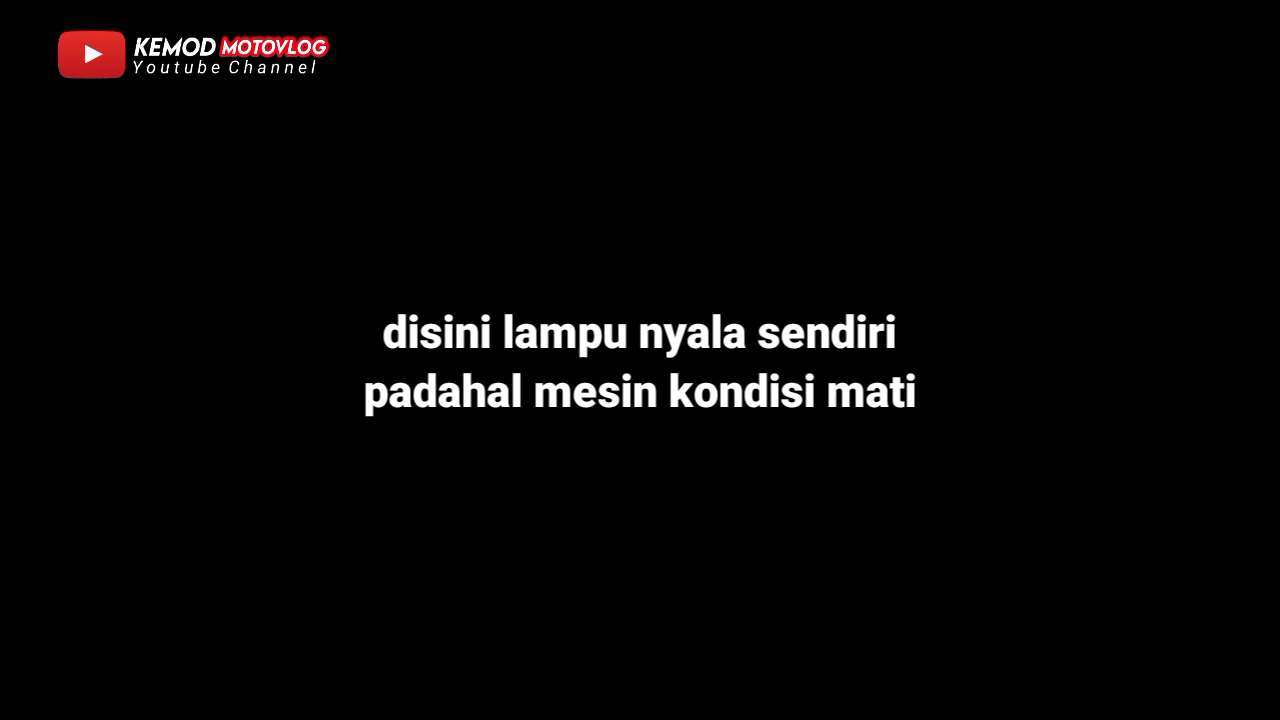 KEMOD MOTOVLOG
Youtube Channel
disini lampu nyala sendiri
padahal mesin kondisi mati